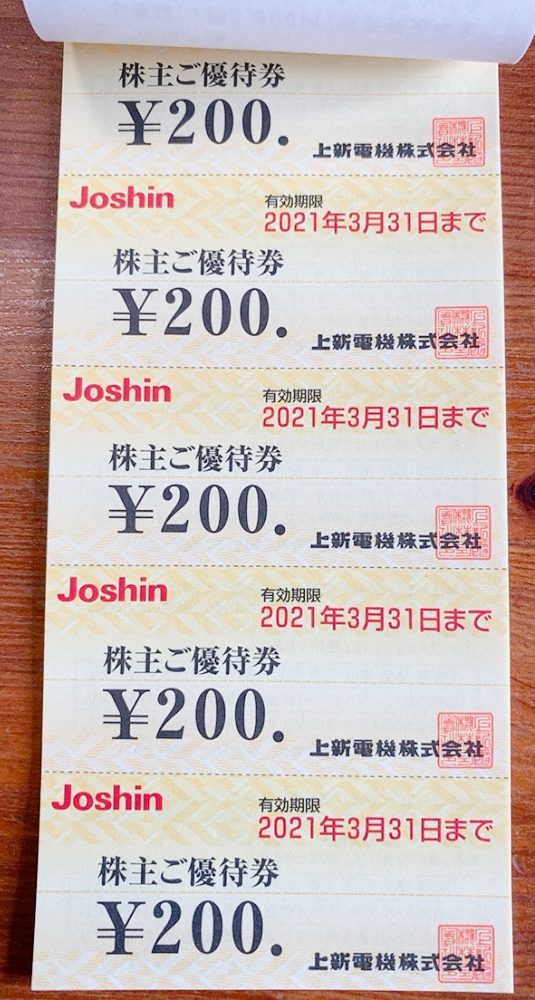 株主ご優待券
¥200.
上新電機株式会社
Joshin
有効期限
2021年3月31日まで
株主ご優待券
¥200.
上新電機株式会社
Joshin
有効期限
2021年3月31日まで
株主ご優待券
¥200.
上新電機株式会社
Joshin
有効期限
2021年3月31日まで
株主ご優待券
¥200.
上新電機株式会社
Joshin
有効期限
2021年3月31日まで
株主ご優待券
¥200.
上新電機株式会社